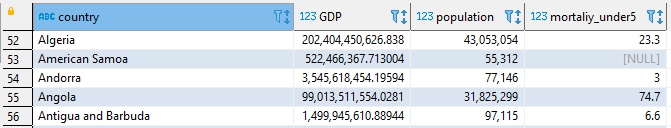 ABC country 123 GDP 123 population 123 mortaliy_under5
52 Algeria 202,404,450,626.838 43,053,054 23.3
53 American Samoa 522,466,367.713004 55,312 [NULL]
54 Andorra 3,545,618,454.19594 77,146 3
55 Angola 99,013,511,554.0281 31,825,299 74.7
56 Antigua and Barbuda 1,499,945,610.88944 97,115 6.6